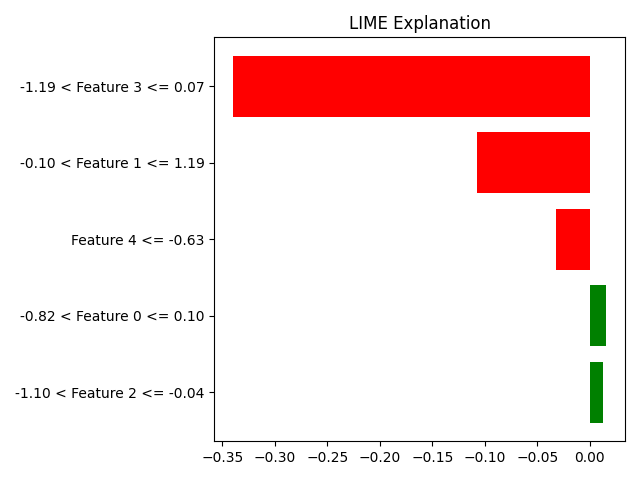 LIME Explanation
-1.19 < Feature 3 <= 0.07
-0.10 < Feature 1 <= 1.19
Feature 4 <= -0.63
-0.82 < Feature 0 <= 0.10
-1.10 < Feature 2 <= -0.04
−0.35 −0.30 −0.25 −0.20 −0.15 −0.10 −0.05 0.00